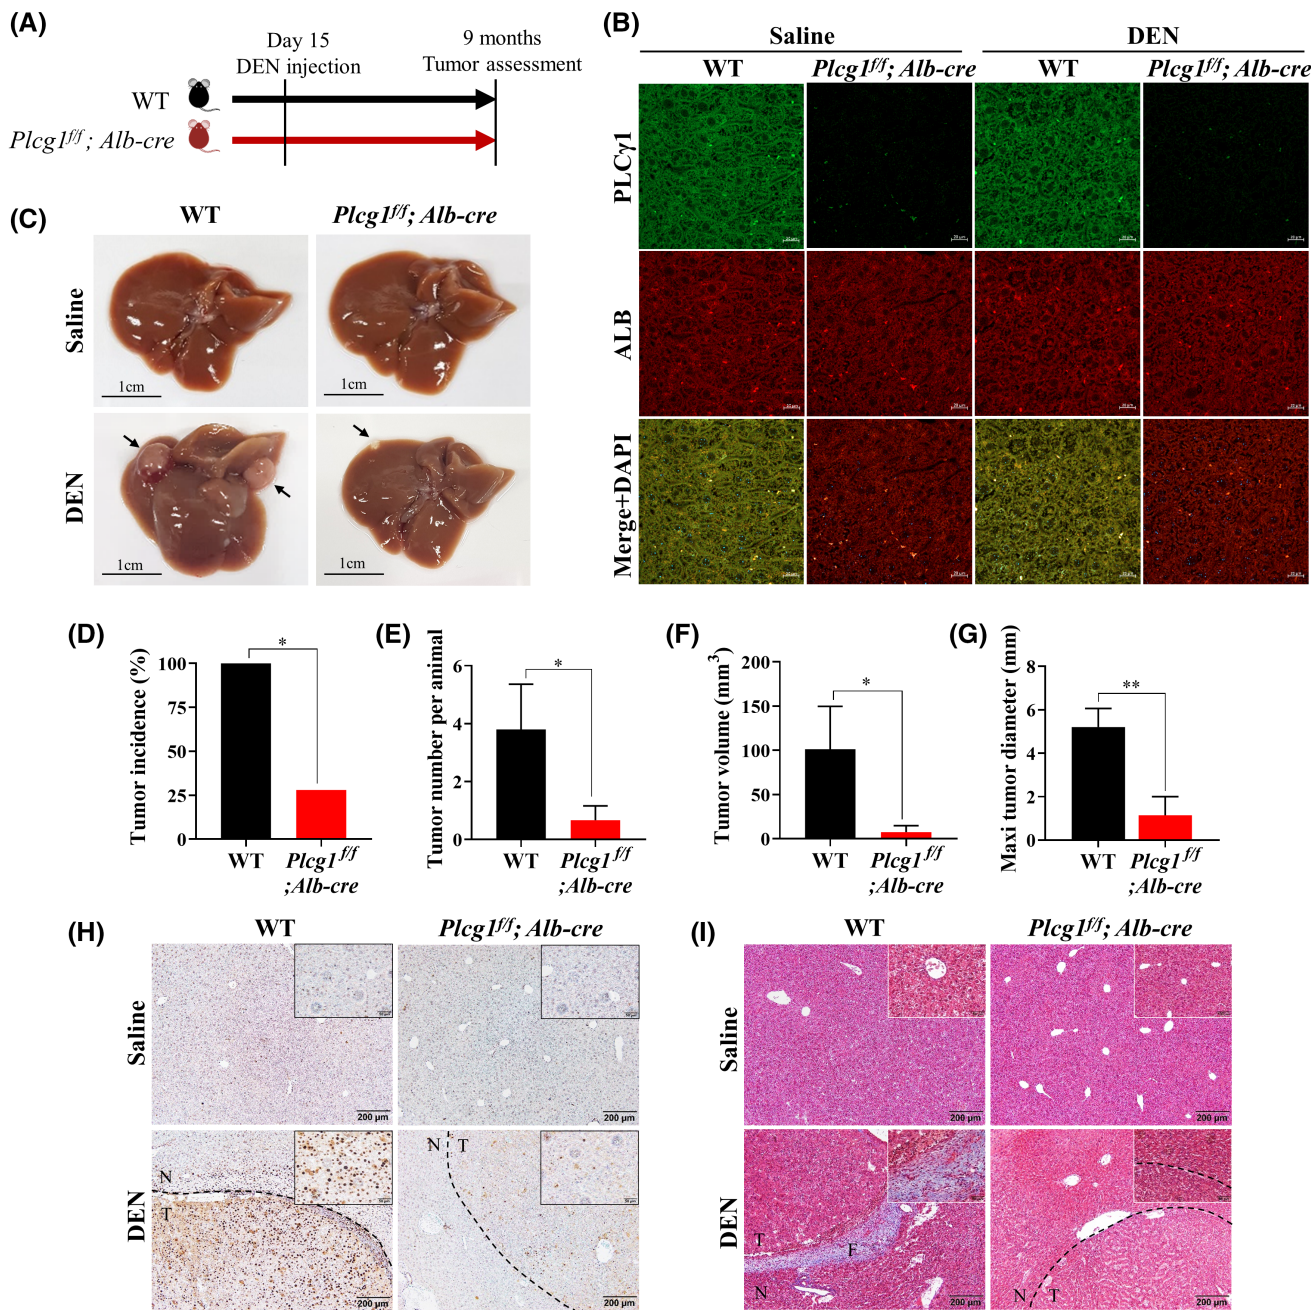 (A)
Day 15
DEN injection
9 months
Tumor assessment
WT
Plcg1f/f; Alb-cre
(B)
Saline
DEN
WT
Plcg1f/f; Alb-cre
WT
Plcg1f/f; Alb-cre
PLCγ1
ALB
Merge+DAPI
(C)
WT
Plcg1f/f; Alb-cre
Saline
1cm
1cm
DEN
1cm
1cm
(D)
Tumor incidence (%)
100
75
50
25
0
*
WT
Plcg1 f/f
;Alb-cre
(E)
Tumor number per animal
6
4
2
0
*
WT
Plcg1 f/f
;Alb-cre
(F)
Tumor volume (mm3)
200
150
100
50
0
*
WT
Plcg1 f/f
;Alb-cre
(G)
Maxi tumor diameter (mm)
8
6
4
2
0
**
WT
Plcg1 f/f
;Alb-cre
(H)
WT
Plcg1f/f; Alb-cre
Saline
200 µm
200 µm
DEN
N
T
200 µm
N T
200 µm
(I)
WT
Plcg1f/f; Alb-cre
Saline
200 µm
200 µm
DEN
T
F
N
200 µm
N T
200 µm